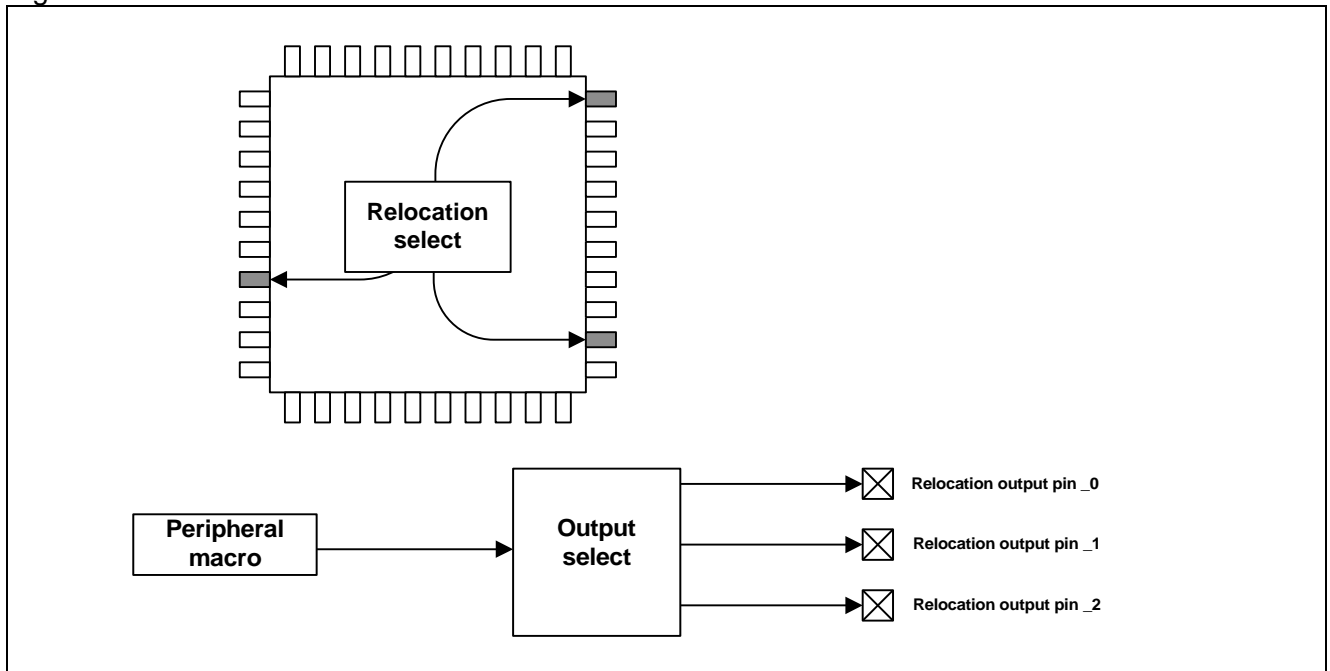 Relocation
select
Peripheral
macro
Output
select
Relocation output pin _0
Relocation output pin _1
Relocation output pin _2